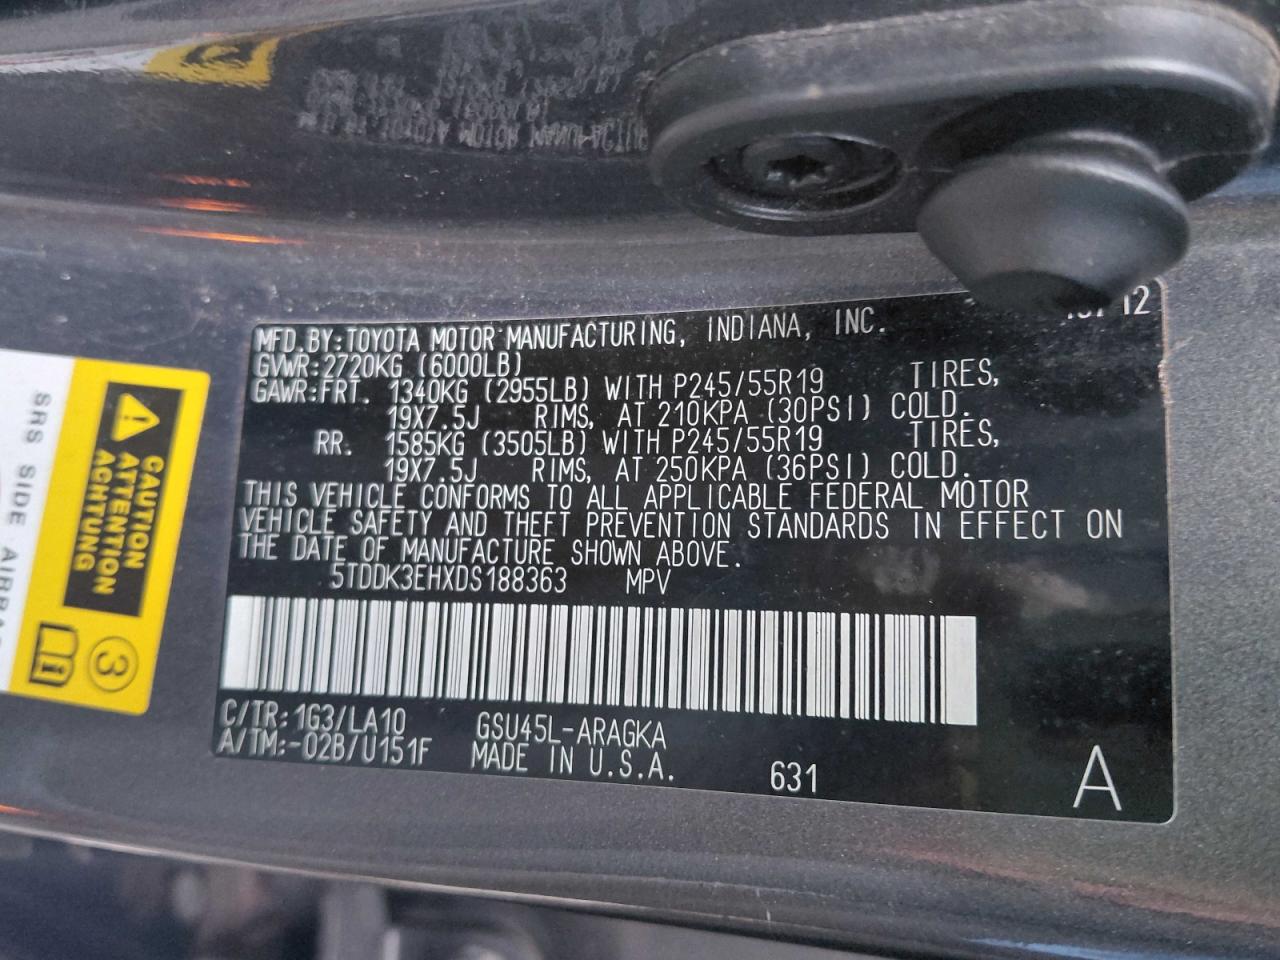 12
MFD.BY:TOYOTA MOTOR MANUFACTURING, INDIANA, INC.
GVWR:2720KG (6000LB)
GAWR:FRT. 1340KG (2955LB) WITH P245/55R19 TIRES,
19X7.5J RIMS, AT 210KPA (30PSI) COLD.
RR. 1585KG (3505LB) WITH P245/55R19 TIRES,
19X7.5J RIMS, AT 250KPA (36PSI) COLD.
THIS VEHICLE CONFORMS TO ALL APPLICABLE FEDERAL MOTOR
VEHICLE SAFETY AND THEFT PREVENTION STANDARDS IN EFFECT ON
THE DATE OF MANUFACTURE SHOWN ABOVE.
5TDDK3EHXDS188363 MPV
C/TR:1G3/LA10 GSU45L-ARAGKA
A/TM:-02B/U151F MADE IN U.S.A. 631 A
CAUTION
ATTENTION
ACHTUNG
3
SRS SIDE